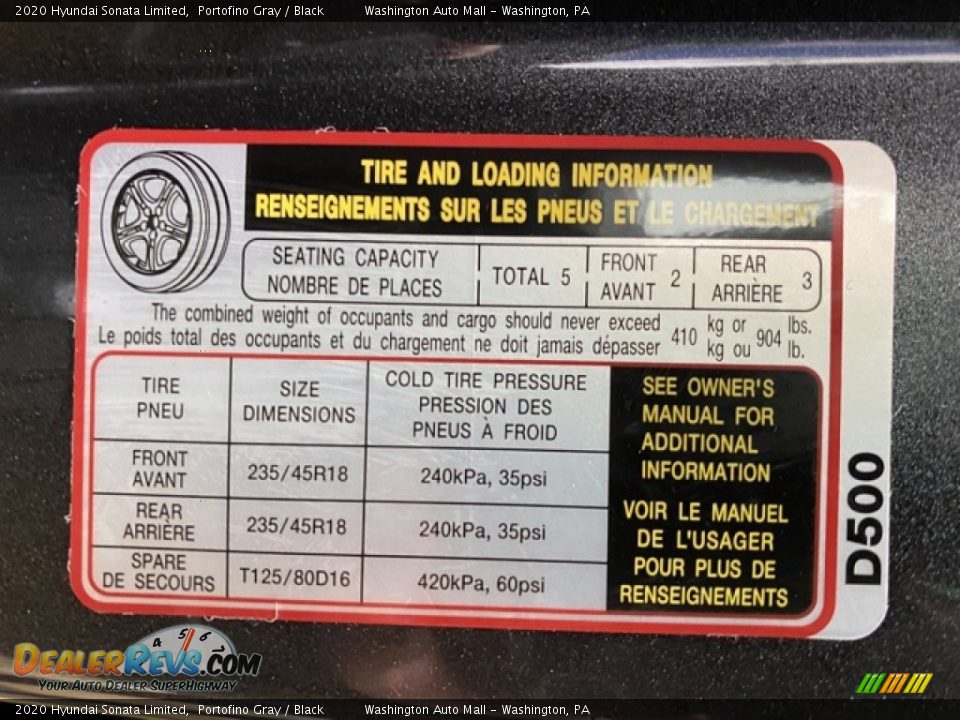 2020 Hyundai Sonata Limited, Portofino Gray / Black Washington Auto Mall - Washington, PA
TIRE AND LOADING INFORMATION
RENSEIGNEMENTS SUR LES PNEUS ET LE CHARGEMENT
SEATING CAPACITY
NOMBRE DE PLACES
TOTAL 5
FRONT
AVANT
2
REAR
ARRIÈRE
3
The combined weight of occupants and cargo should never exceed
Le poids total des occupants et du chargement ne doit jamais dépasser
410
kg or
kg ou
904
lbs.
lb.
TIRE
PNEU
SIZE
DIMENSIONS
COLD TIRE PRESSURE
PRESSION DES
PNEUS À FROID
FRONT
AVANT
235/45R18
240kPa, 35psi
REAR
ARRIÈRE
235/45R18
240kPa, 35psi
SPARE
DE SECOURS
T125/80D16
420kPa, 60psi
SEE OWNER'S
MANUAL FOR
ADDITIONAL
INFORMATION
VOIR LE MANUEL
DE L'USAGER
POUR PLUS DE
RENSEIGNEMENTS
D500
4 5 6
DEALERREVS.COM
YOUR AUTO DEALER SUPERHIGHWAY
2020 Hyundai Sonata Limited, Portofino Gray / Black Washington Auto Mall - Washington, PA